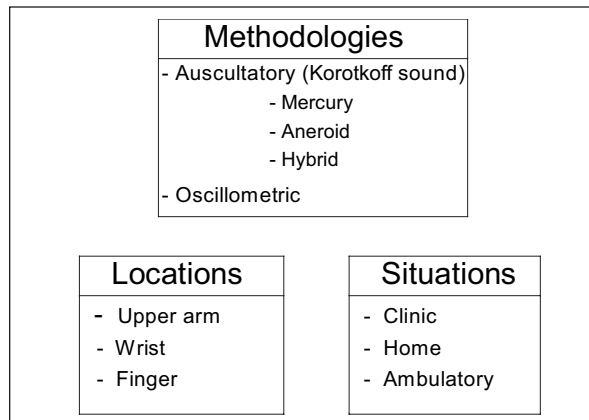 Methodologies
- Auscultatory (Korotkoff sound)
- Mercury
- Aneroid
- Hybrid
- Oscillometric
Locations
- Upper arm
- Wrist
- Finger
Situations
- Clinic
- Home
- Ambulatory